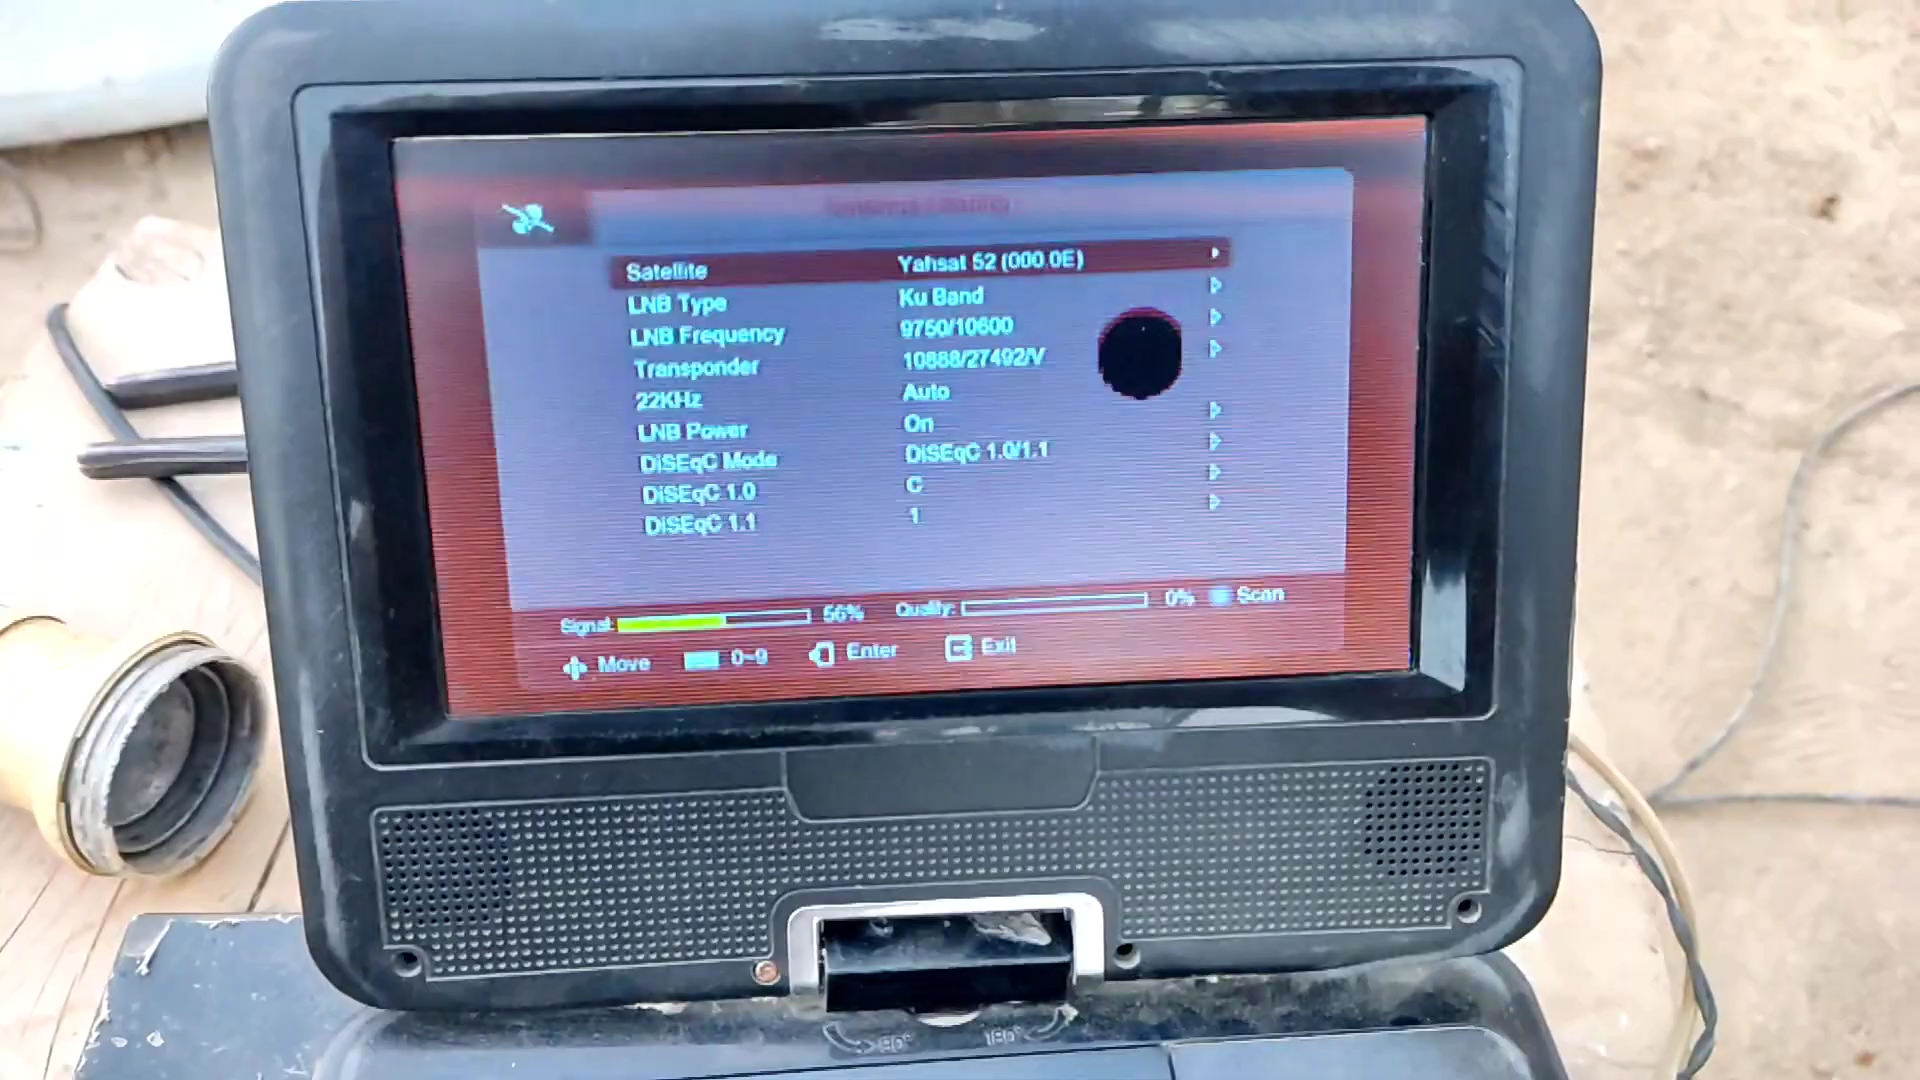 Satellite Yahsat 52 (000.0E)
LNB Type Ku Band
LNB Frequency 9750/10600
Transponder 10888/27492/V
22KHz Auto
LNB Power On
DiSEqC Mode DiSEqC 1.0/1.1
DiSEqC 1.0 C
DiSEqC 1.1 1
Signal: 56% Quality: 0% Scan
Move 0~9 Enter Exit
90° 180°